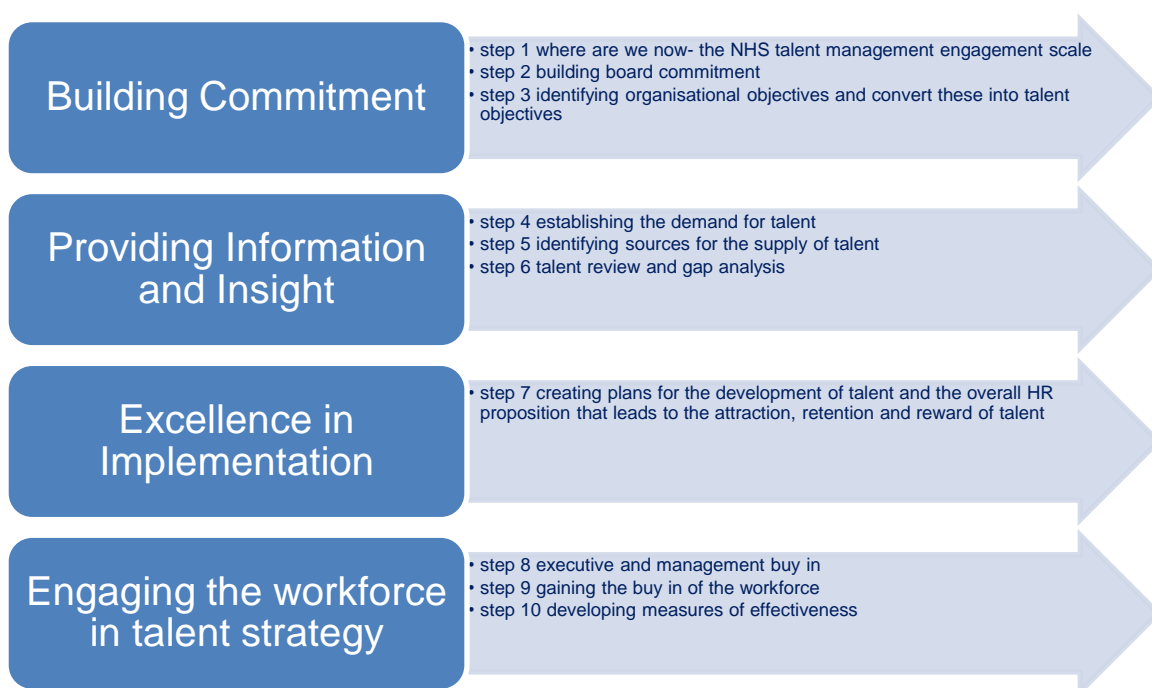 Building Commitment
• step 1 where are we now- the NHS talent management engagement scale
• step 2 building board commitment
• step 3 identifying organisational objectives and convert these into talent
objectives
Providing Information
and Insight
• step 4 establishing the demand for talent
• step 5 identifying sources for the supply of talent
• step 6 talent review and gap analysis
Excellence in
Implementation
• step 7 creating plans for the development of talent and the overall HR
proposition that leads to the attraction, retention and reward of talent
Engaging the workforce
in talent strategy
• step 8 executive and management buy in
• step 9 gaining the buy in of the workforce
• step 10 developing measures of effectiveness